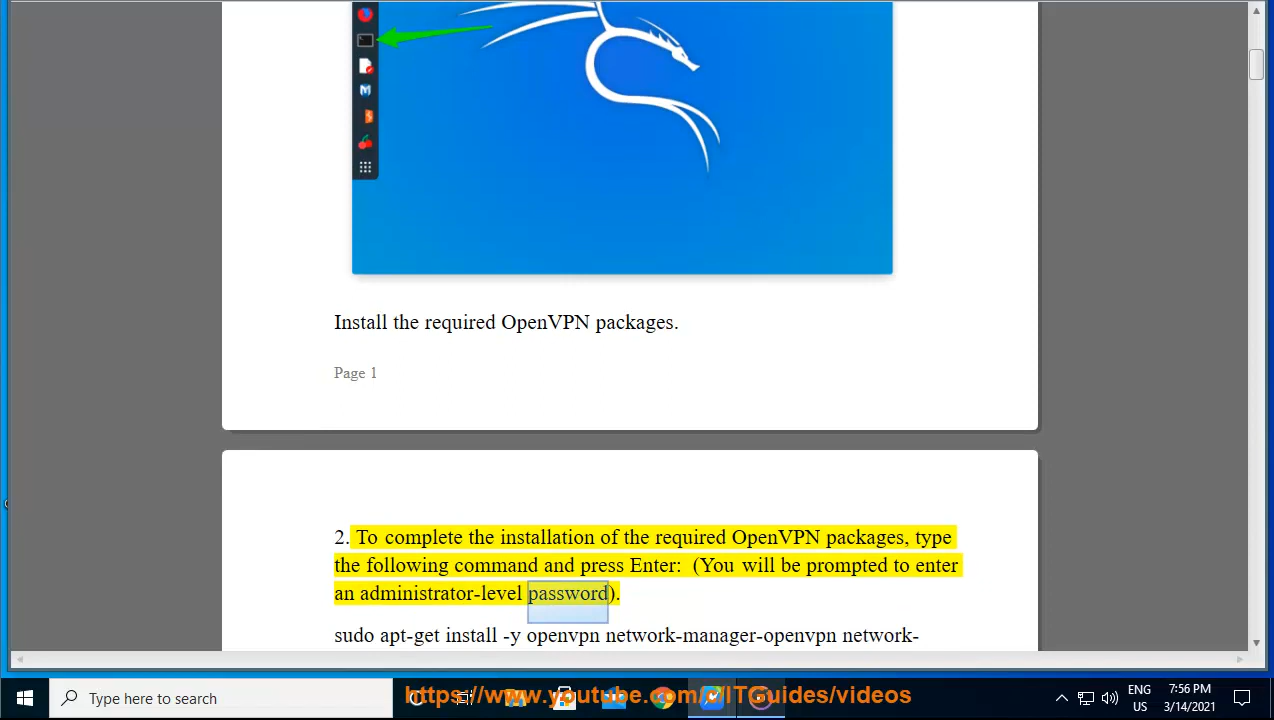 Install the required OpenVPN packages.
Page 1
2. To complete the installation of the required OpenVPN packages, type
the following command and press Enter: (You will be prompted to enter
an administrator-level password).
sudo apt-get install -y openvpn network-manager-openvpn network-
Type here to search
https://www.youtube.com/VITGuides/videos
ENG
US
7:56 PM
3/14/2021